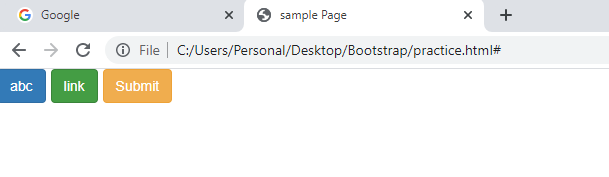 Google
sample Page
File
C:/Users/Personal/Desktop/Bootstrap/practice.html#
abc
link
Submit